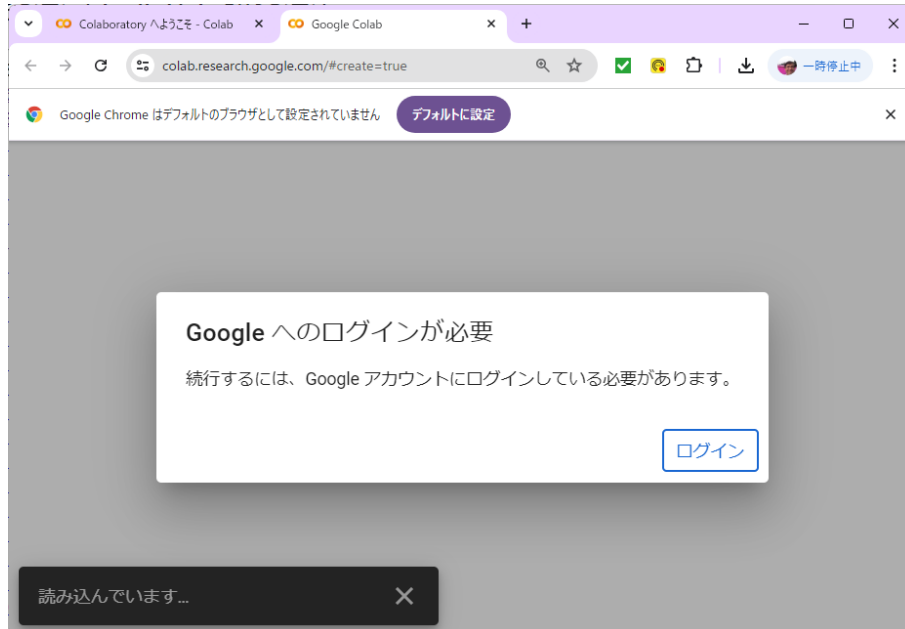 Colaboratory へようこそ - Colab
Google Colab
colab.research.google.com/#create=true
一時停止中
Google Chrome はデフォルトのブラウザとして設定されていません
デフォルトに設定
Google へのログインが必要
続行するには、Google アカウントにログインしている必要があります。
ログイン
読み込んでいます...